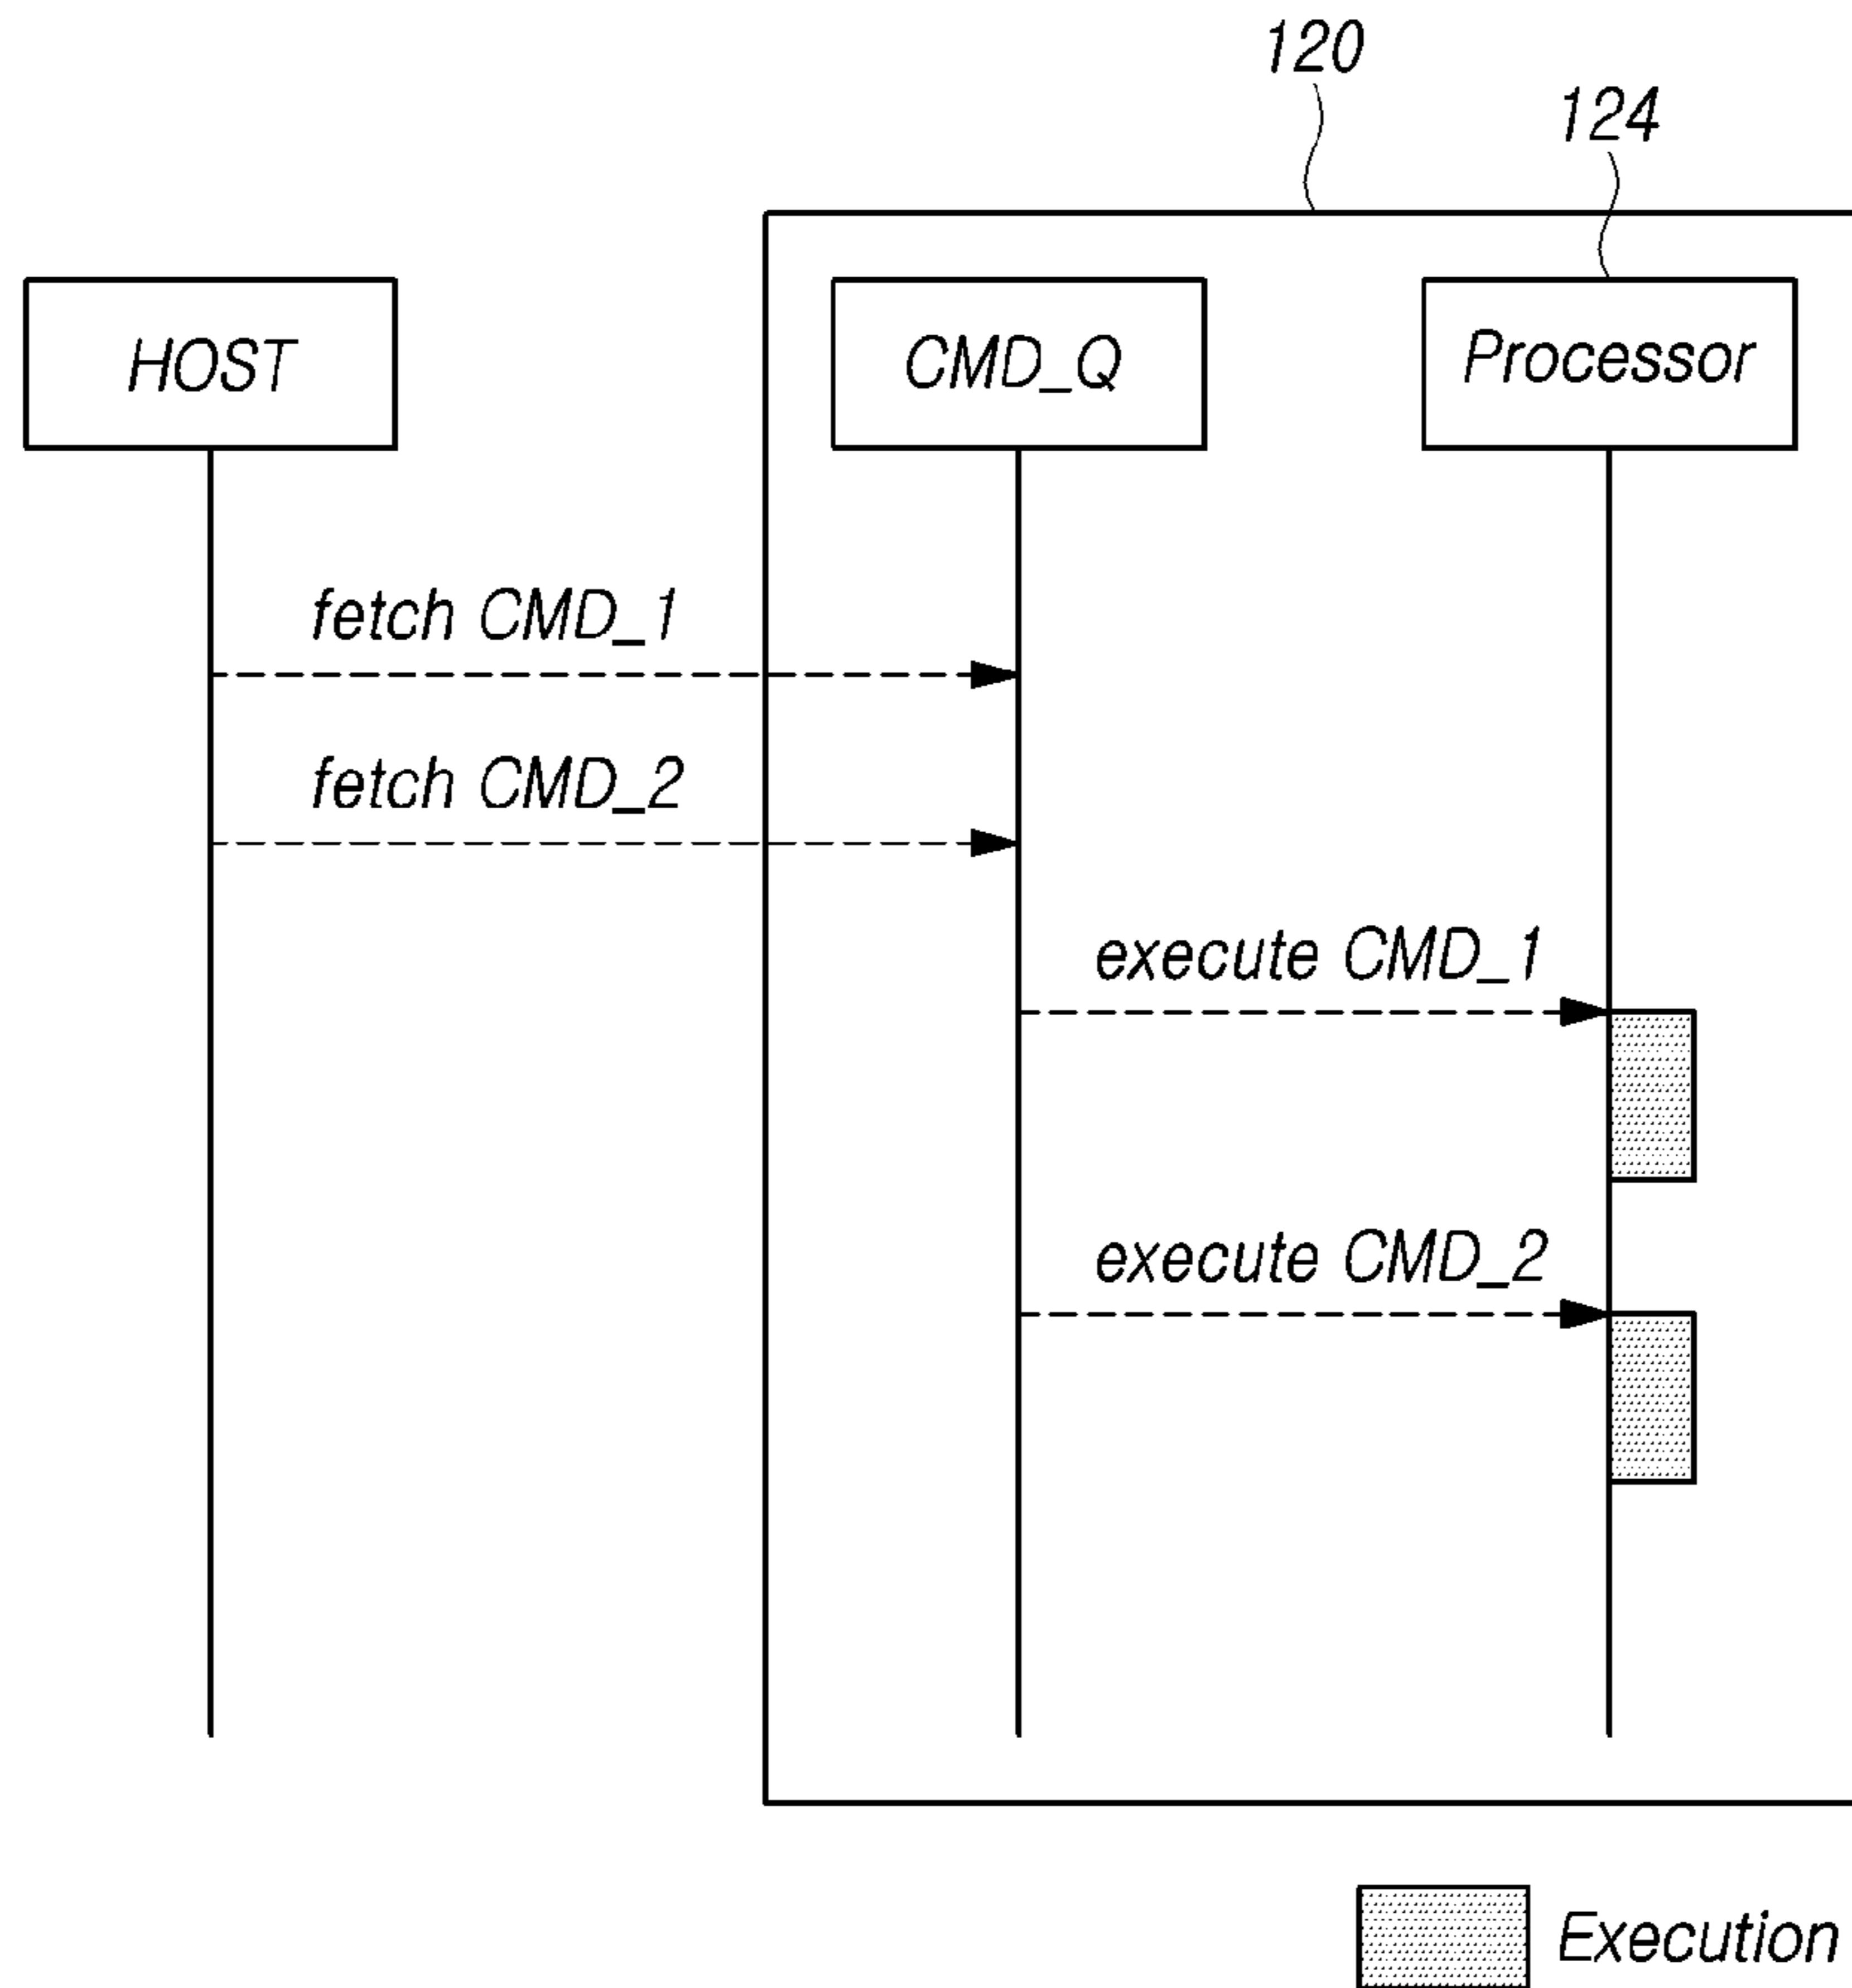 120
124
HOST
CMD_Q
Processor
fetch CMD_1
fetch CMD_2
execute CMD_1
execute CMD_2
Execution